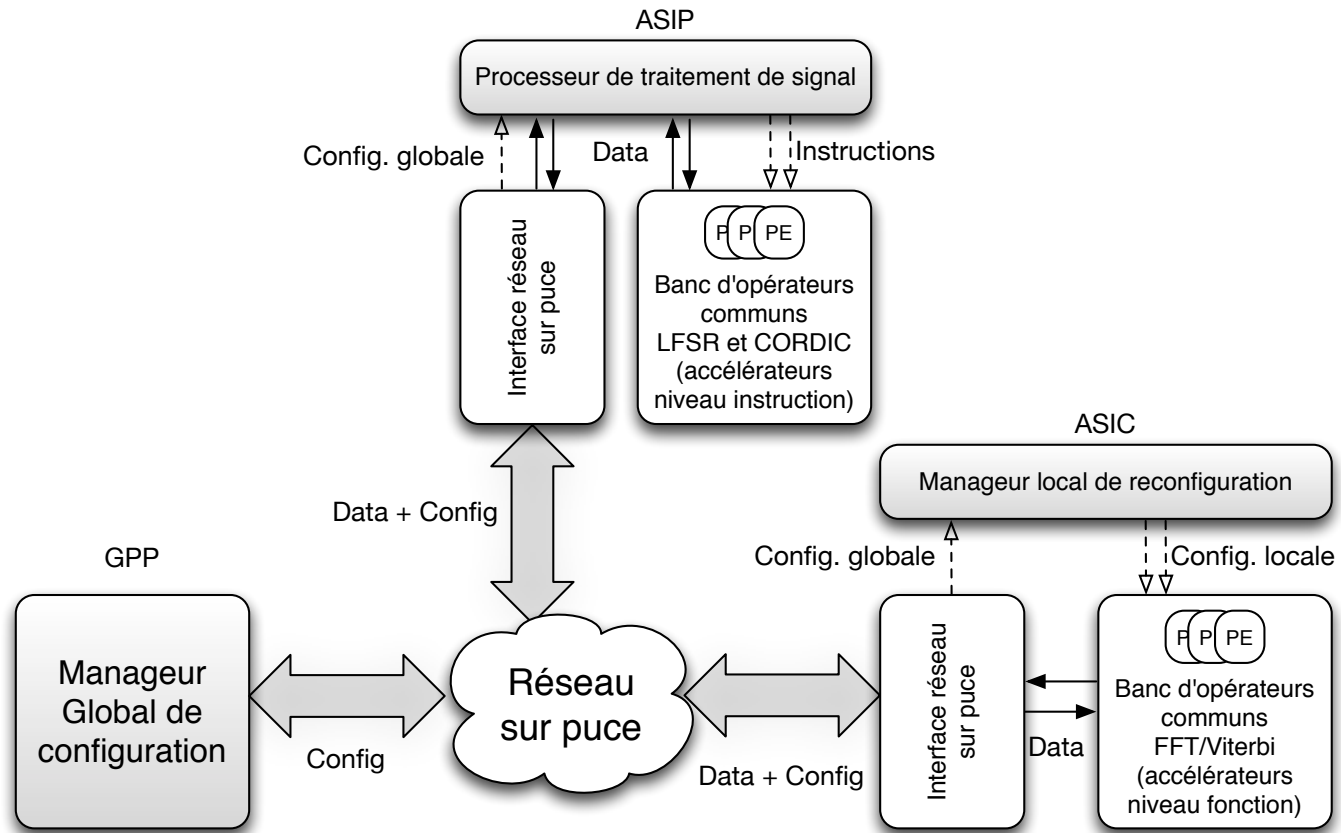 ASIP
Processeur de traitement de signal
Config. globale
Data
Instructions
Interface réseau
sur puce
P P PE
Banc d'opérateurs
communs
LFSR et CORDIC
(accélérateurs
niveau instruction)
Data + Config
ASIC
Manageur local de reconfiguration
Config. globale
Config. locale
GPP
Manageur
Global de
configuration
Config
Réseau
sur puce
Data + Config
Interface réseau
sur puce
Data
P P PE
Banc d'opérateurs
communs
FFT/Viterbi
(accélérateurs
niveau fonction)